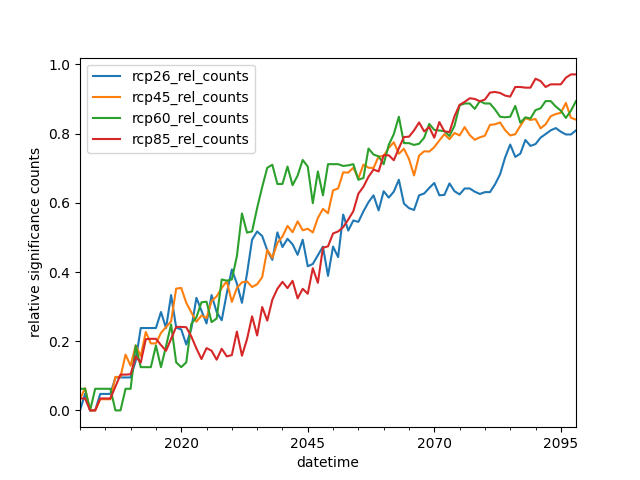 rcp26_rel_counts
rcp45_rel_counts
rcp60_rel_counts
rcp85_rel_counts
relative significance counts
1.0
0.8
0.6
0.4
0.2
0.0
2020 2045 2070 2095
datetime